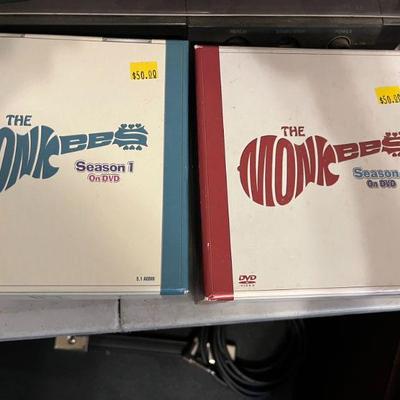 $50.00
THE
MONKEES
Season 1
On DVD
5.1 AUDIO
$50.00
THE
MONKEES
Season
On DVD
DVD
VIDEO